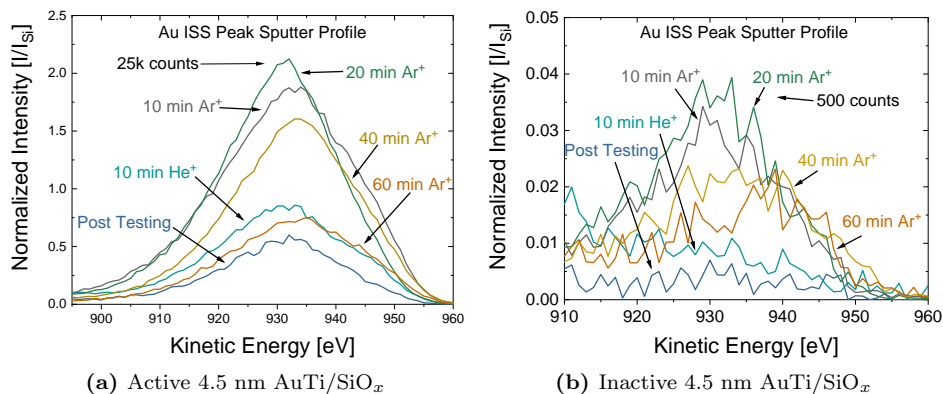 Au ISS Peak Sputter Profile
25k counts
20 min Ar⁺
10 min Ar⁺
40 min Ar⁺
10 min He⁺
60 min Ar⁺
Post Testing
Normalized Intensity [I/I_Si]
2.5
2.0
1.5
1.0
0.5
0.0
900 910 920 930 940 950 960
Kinetic Energy [eV]
(a) Active 4.5 nm AuTi/SiOₓ
Au ISS Peak Sputter Profile
10 min Ar⁺
20 min Ar⁺
500 counts
10 min He⁺
Post Testing
40 min Ar⁺
60 min Ar⁺
Normalized Intensity [I/I_Si]
0.05
0.04
0.03
0.02
0.01
0.00
910 920 930 940 950 960
Kinetic Energy [eV]
(b) Inactive 4.5 nm AuTi/SiOₓ